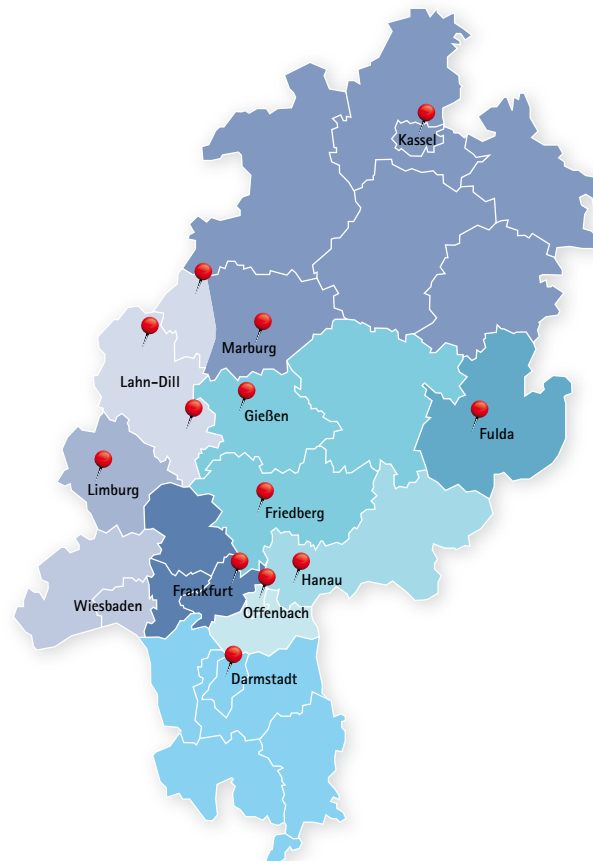 Kassel
Marburg
Lahn-Dill
Gießen
Fulda
Limburg
Friedberg
Hanau
Frankfurt
Wiesbaden
Offenbach
Darmstadt